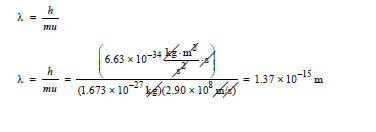 λ = h/mu
λ = h/mu = (6.63 × 10⁻³⁴ kg · m²/s² · s)/((1.673 × 10⁻²⁷ kg)(2.90 × 10⁸ m/s)) = 1.37 × 10⁻¹⁵ m